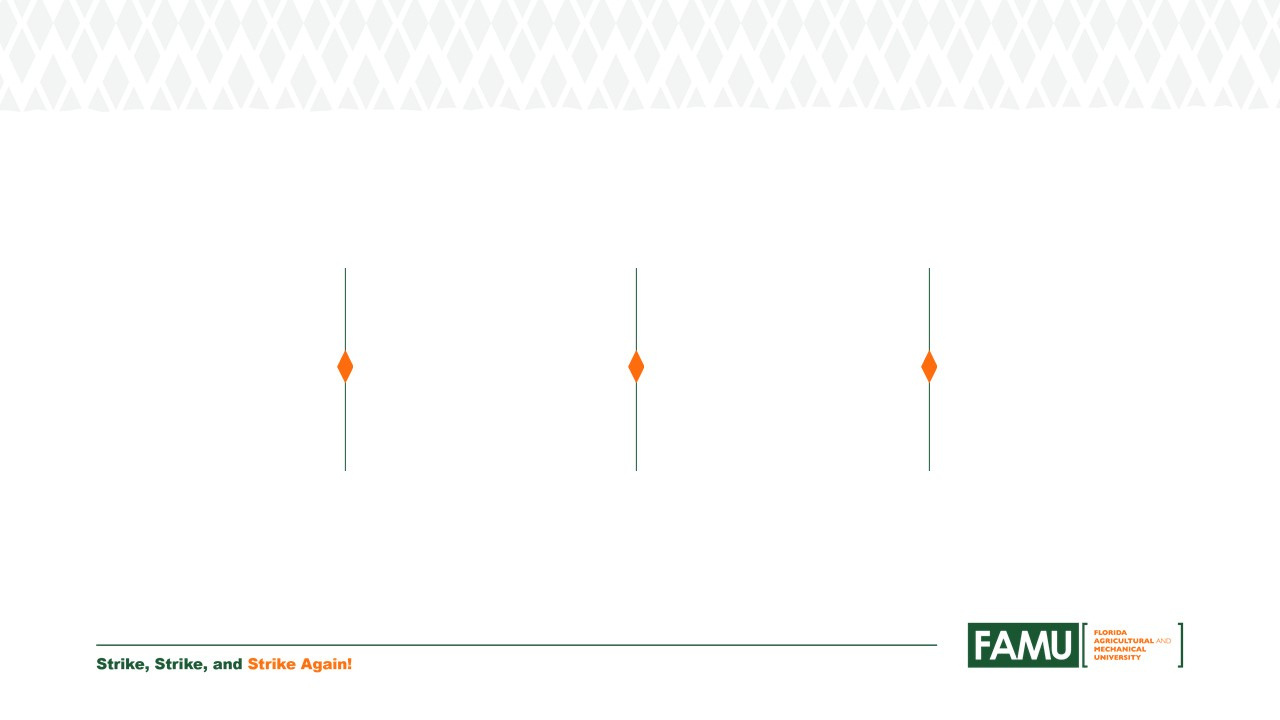 Strike, Strike, and Strike Again!
FAMU
FLORIDA
AGRICULTURAL AND
MECHANICAL
UNIVERSITY